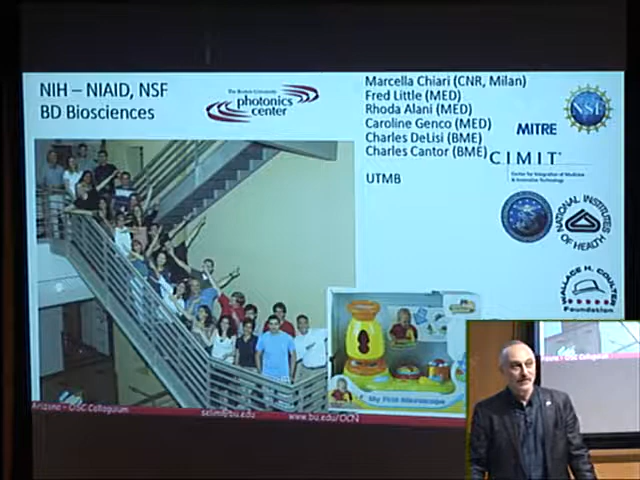 NIH – NIAID, NSF
BD Biosciences
The Boston University
photonics
center
Marcella Chiari (CNR, Milan)
Fred Little (MED)
Rhoda Alani (MED)
Caroline Genco (MED)
Charles DeLisi (BME)
Charles Cantor (BME)
UTMB
NSF
MITRE
CIMIT
Center for Integration of Medicine
& Innovative Technology
NATIONAL INSTITUTES
OF HEALTH
WALLACE H. COULTER
Foundation
My First Microscope
Arizona - OSC Colloquium
selim@bu.edu
www.bu.edu/OCN
Arizona - OSC Colloquium